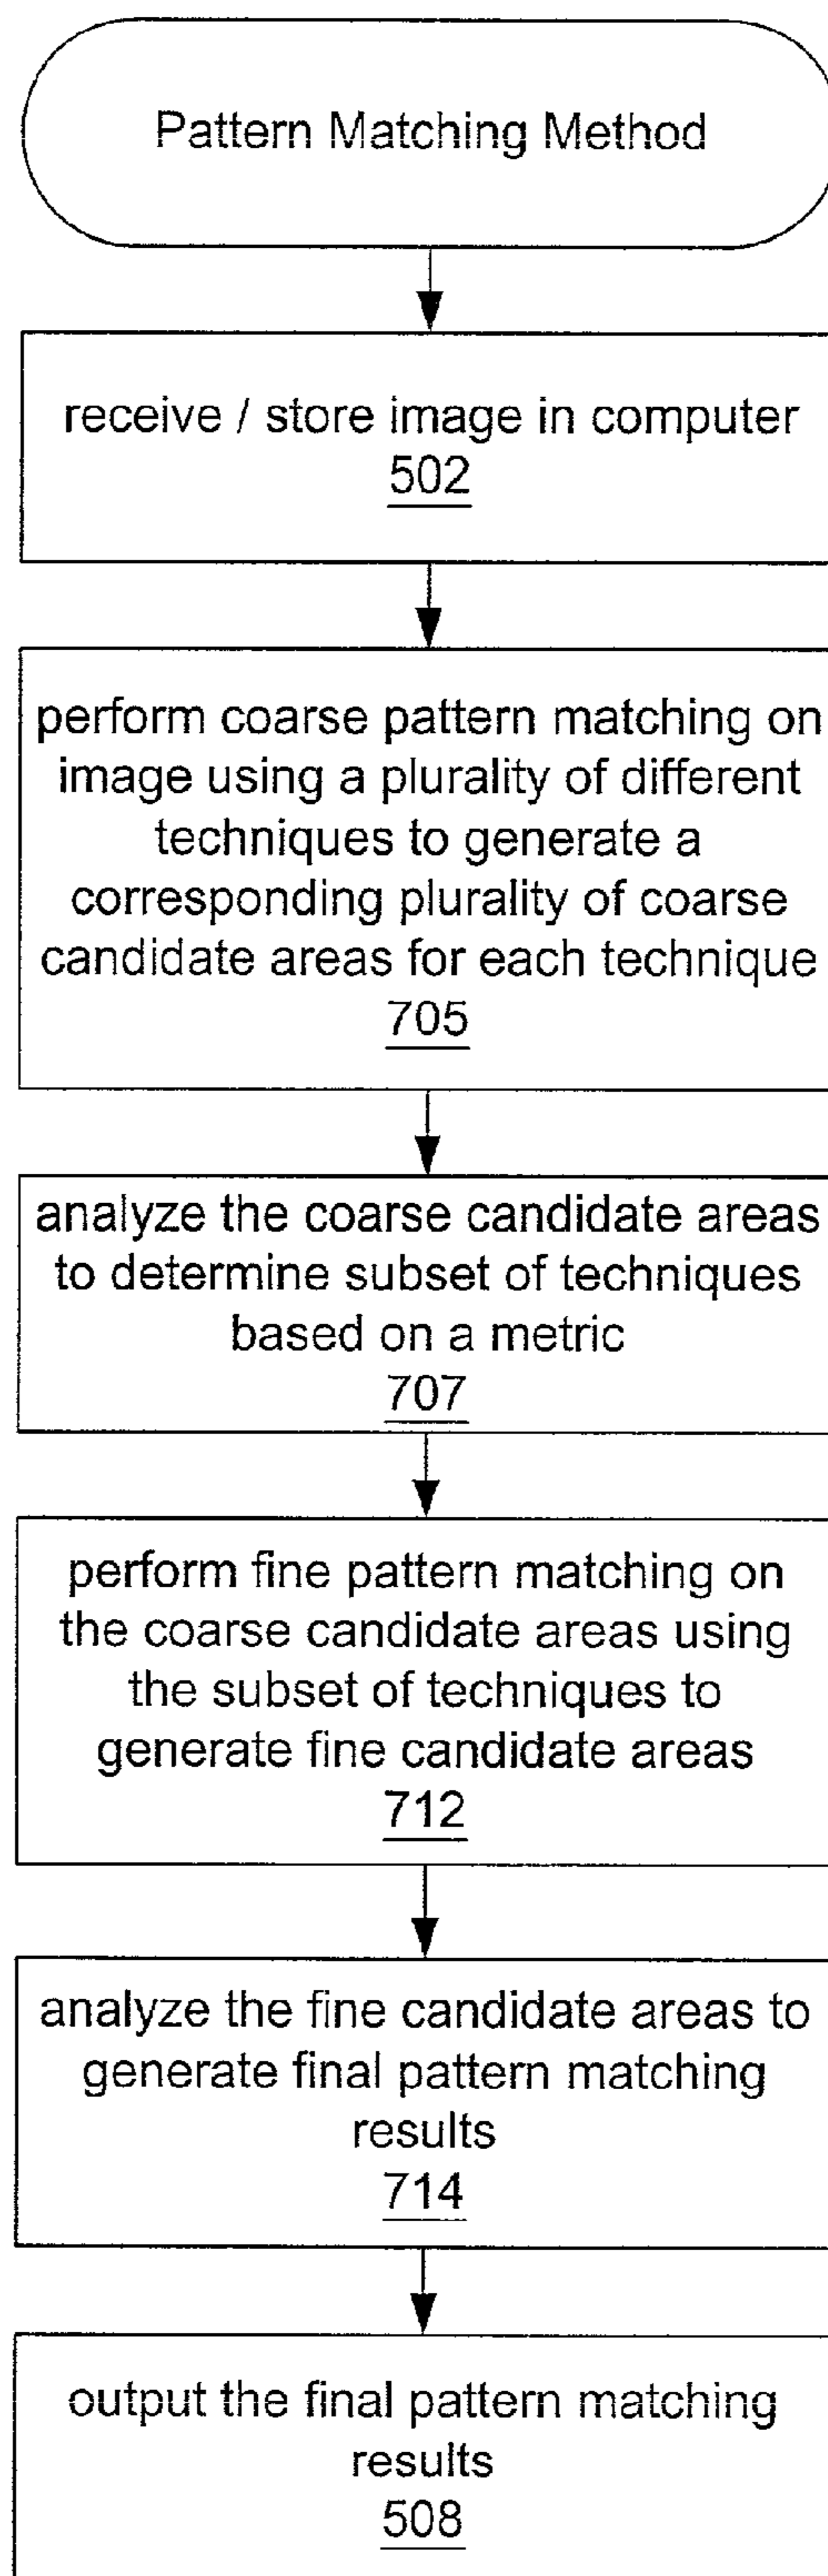 Pattern Matching Method
receive / store image in computer
502
perform coarse pattern matching on
image using a plurality of different
techniques to generate a
corresponding plurality of coarse
candidate areas for each technique
705
analyze the coarse candidate areas
to determine subset of techniques
based on a metric
707
perform fine pattern matching on
the coarse candidate areas using
the subset of techniques to
generate fine candidate areas
712
analyze the fine candidate areas to
generate final pattern matching
results
714
output the final pattern matching
results
508